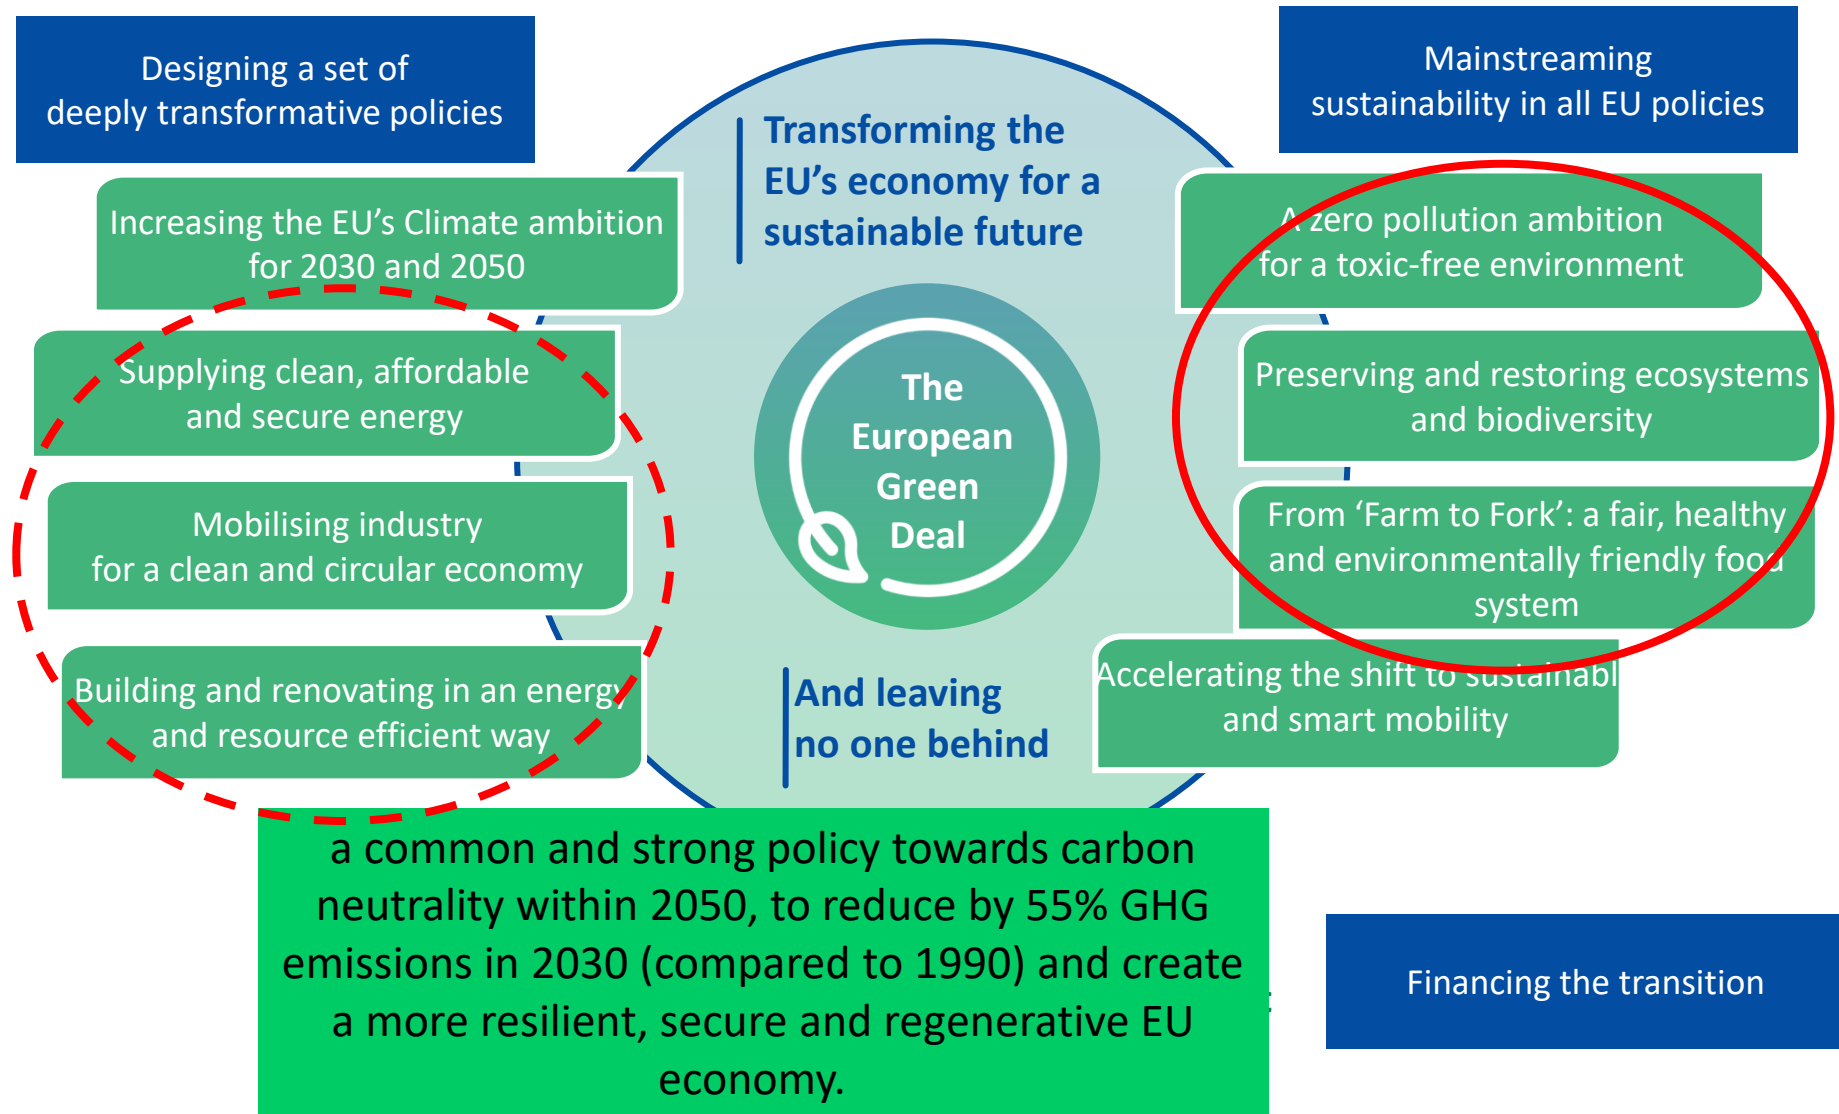 Designing a set of
deeply transformative policies
Mainstreaming
sustainability in all EU policies
Transforming the
EU’s economy for a
sustainable future
Increasing the EU’s Climate ambition
for 2030 and 2050
Supplying clean, affordable
and secure energy
Mobilising industry
for a clean and circular economy
Building and renovating in an energy
and resource efficient way
The
European
Green
Deal
A zero pollution ambition
for a toxic-free environment
Preserving and restoring ecosystems
and biodiversity
From ‘Farm to Fork’: a fair, healthy
and environmentally friendly food
system
Accelerating the shift to sustainabl
and smart mobility
And leaving
no one behind
a common and strong policy towards carbon
neutrality within 2050, to reduce by 55% GHG
emissions in 2030 (compared to 1990) and create
a more resilient, secure and regenerative EU
economy.
Financing the transition